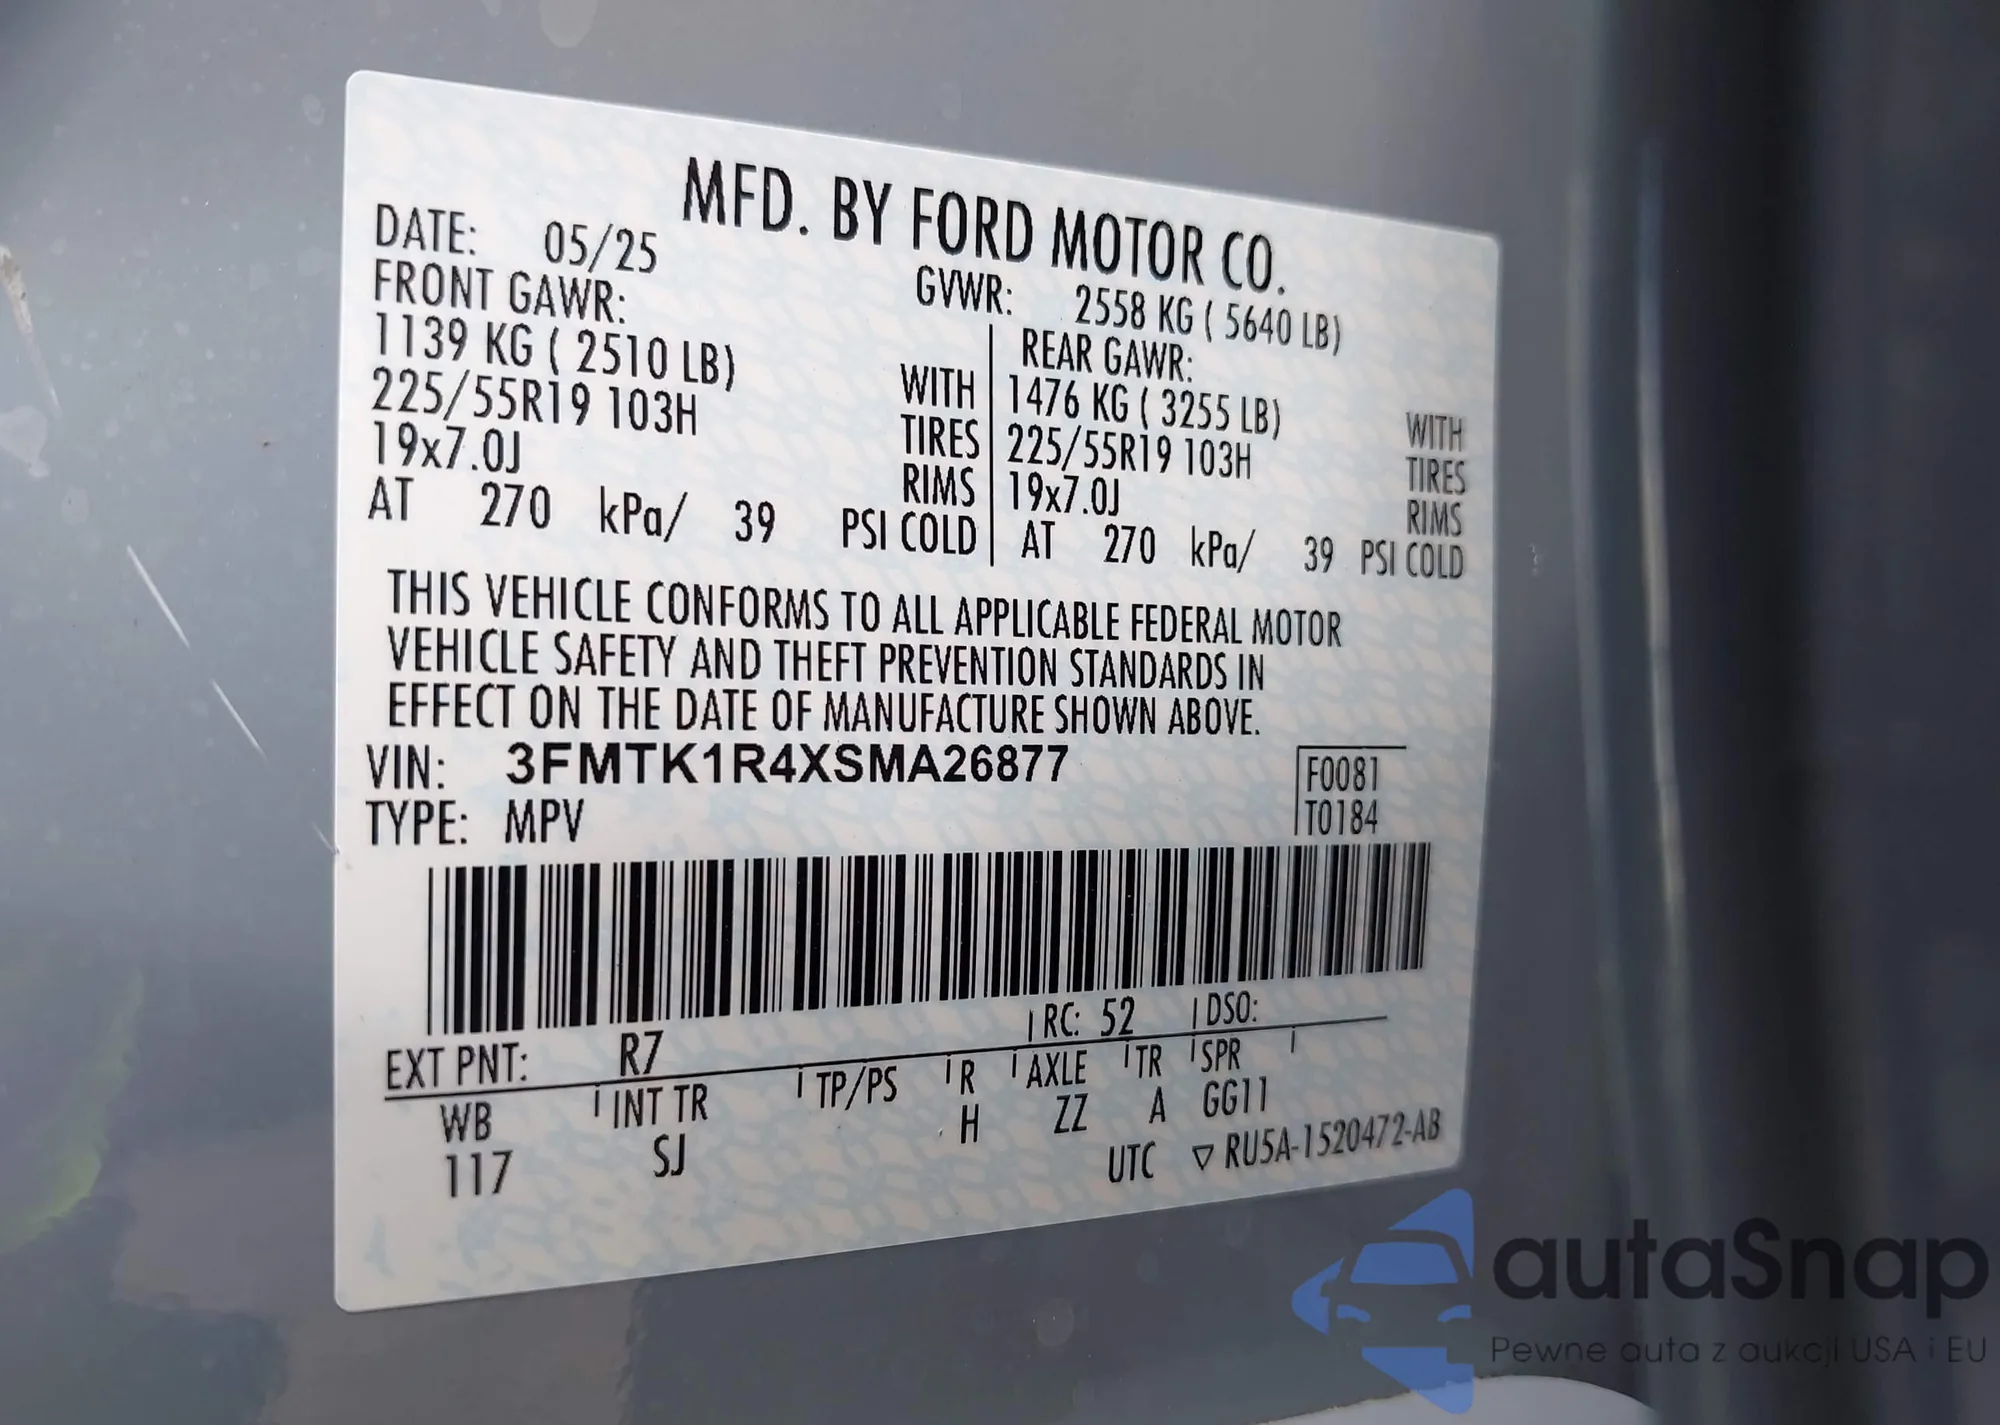 MFD. BY FORD MOTOR CO.
DATE: 05/25
GVWR: 2558 KG ( 5640 LB)
FRONT GAWR:
1139 KG ( 2510 LB) WITH
225/55R19 103H TIRES
19x7.0J RIMS
AT 270 kPa/ 39 PSI COLD
REAR GAWR:
1476 KG ( 3255 LB) WITH
225/55R19 103H TIRES
19x7.0J RIMS
AT 270 kPa/ 39 PSI COLD
THIS VEHICLE CONFORMS TO ALL APPLICABLE FEDERAL MOTOR
VEHICLE SAFETY AND THEFT PREVENTION STANDARDS IN
EFFECT ON THE DATE OF MANUFACTURE SHOWN ABOVE.
VIN: 3FMTK1R4XSMA26877
F0081
TYPE: MPV
T0184
EXT PNT: R7 RC: 52 DSO:
WB INT TR TP/PS R AXLE TR SPR
117 SJ H ZZ A GG11
UTC ▽ RU5A-1520472-AB
autaSnap
Pewne auta z aukcji USA i EU